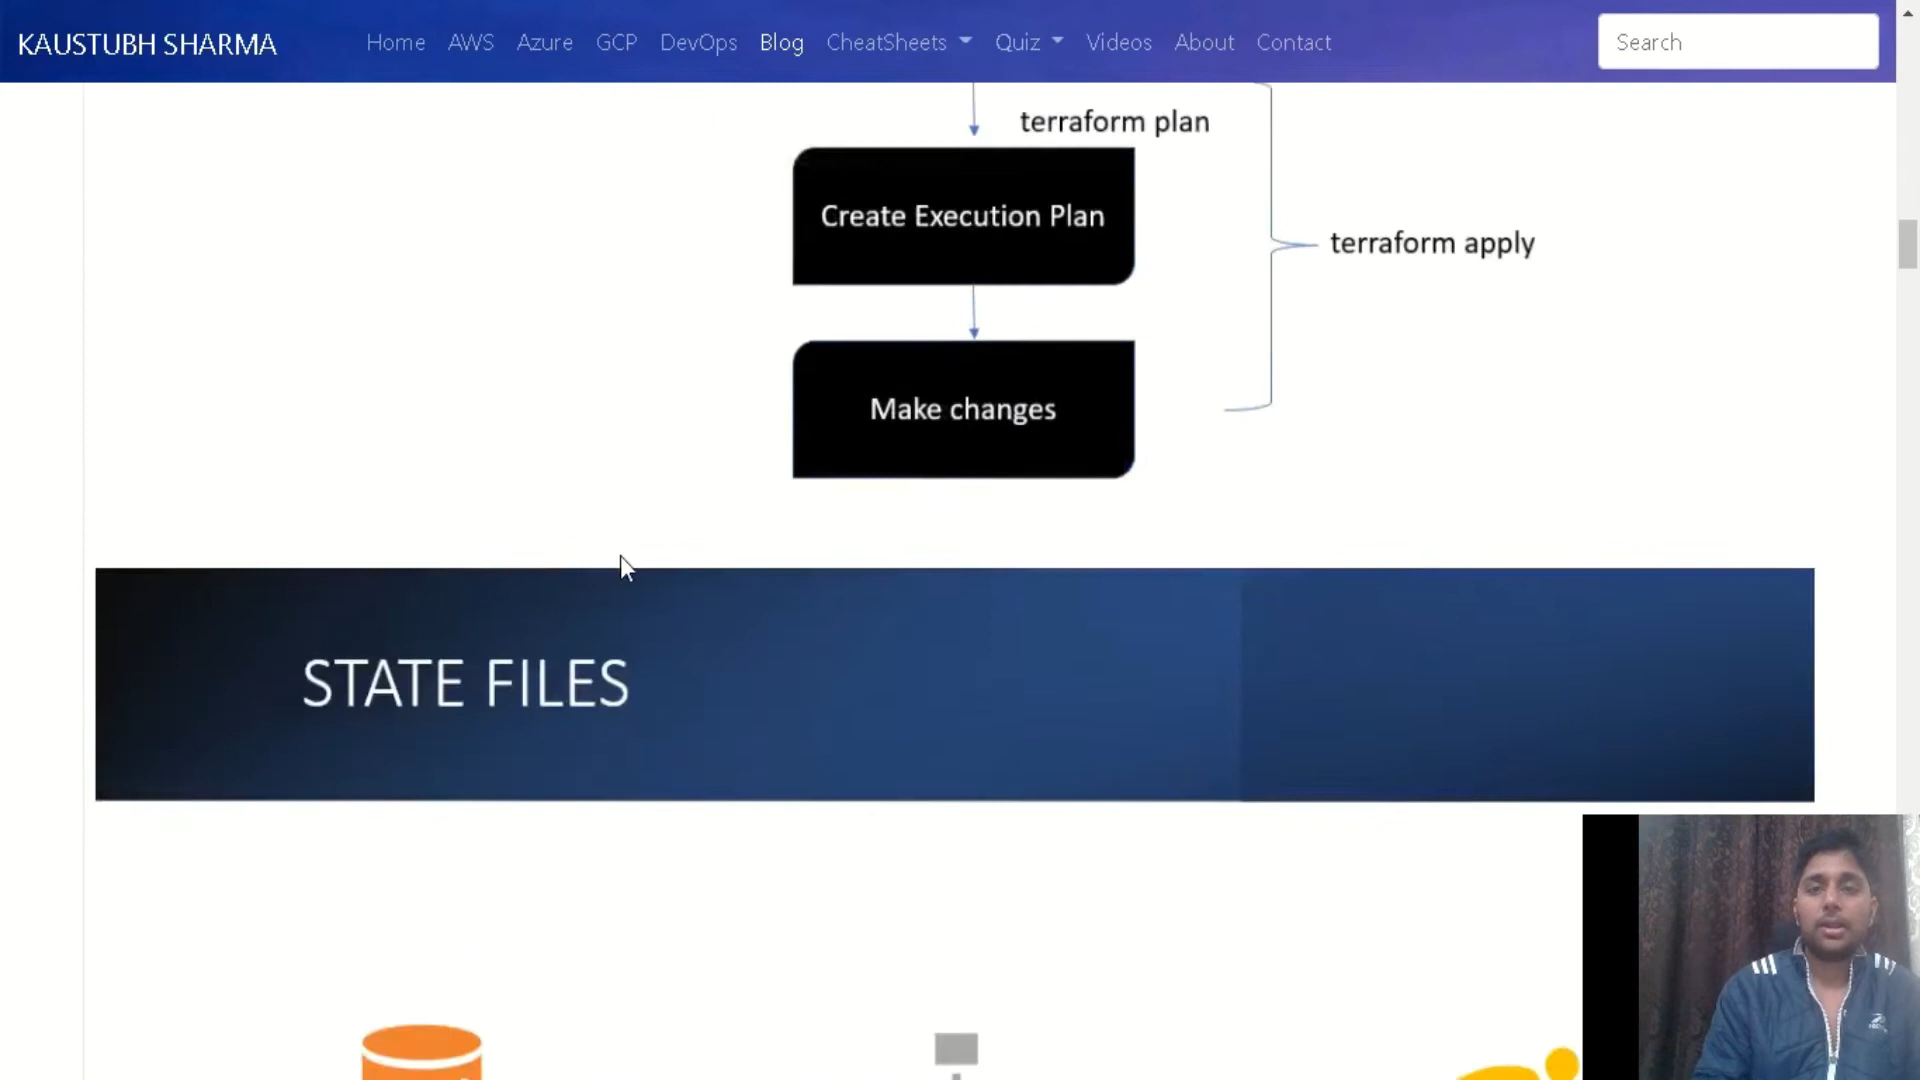 KAUSTUBH SHARMA Home AWS Azure GCP DevOps Blog CheatSheets Quiz Videos About Contact Search
terraform plan
Create Execution Plan
terraform apply
Make changes
STATE FILES